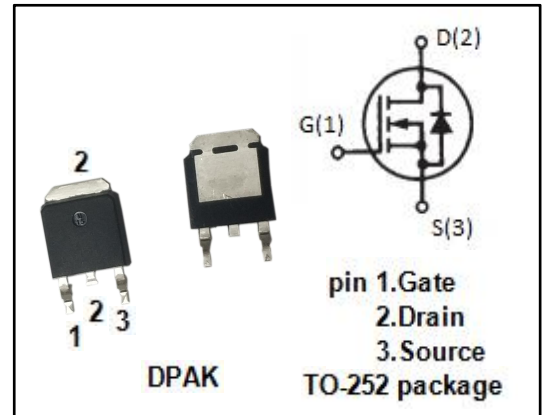 D(2)
G(1)
S(3)
2
1 2 3
DPAK
pin 1.Gate
2.Drain
3.Source
TO-252 package